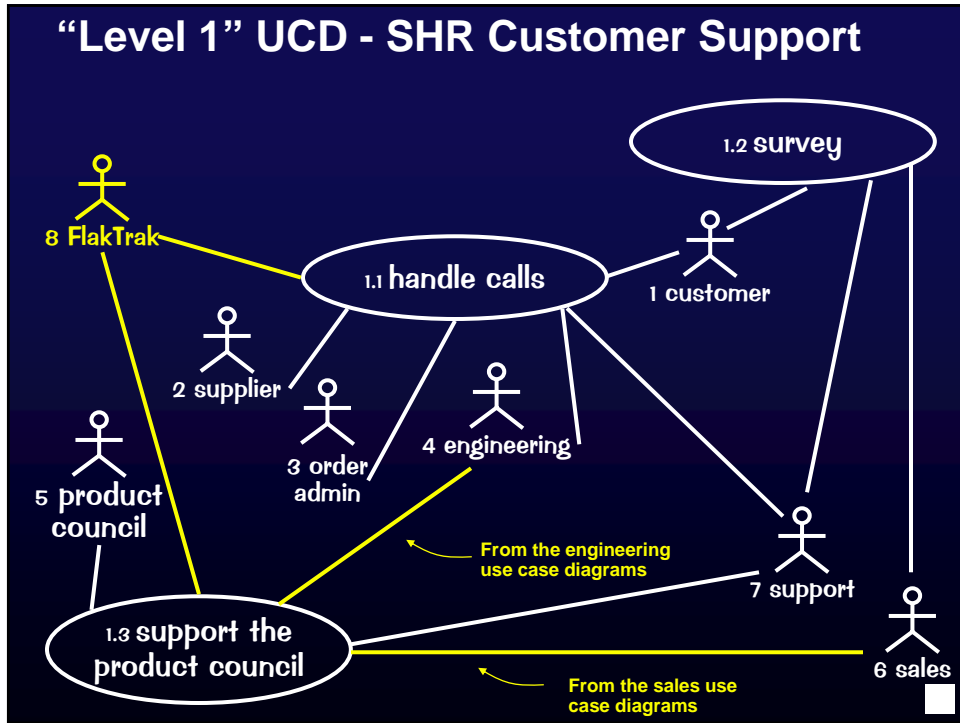 “Level 1” UCD - SHR Customer Support
1.2 survey
8 FlakTrak
1.1 handle calls
1 customer
2 supplier
3 order
admin
4 engineering
5 product
council
From the engineering
use case diagrams
7 support
1.3 support the
product council
6 sales
From the sales use
case diagrams